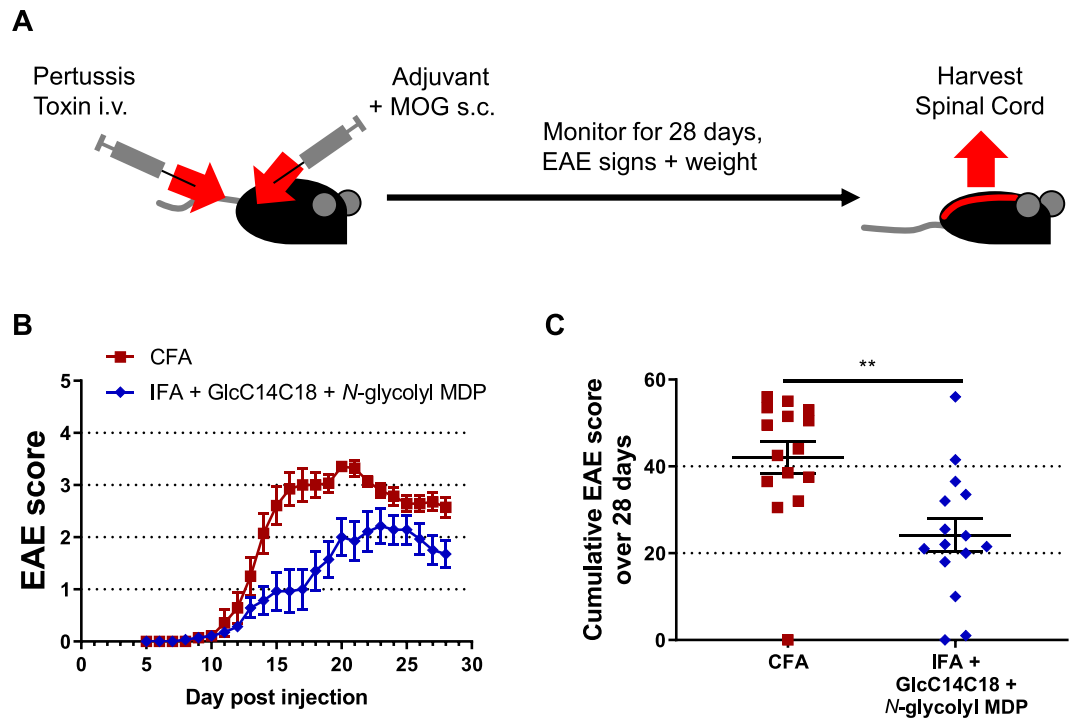 A
Pertussis
Toxin i.v.
Adjuvant
+ MOG s.c.
Monitor for 28 days,
EAE signs + weight
Harvest
Spinal Cord
B
CFA
IFA + GlcC14C18 + N-glycolyl MDP
EAE score
5
4
3
2
1
0
0 5 10 15 20 25 30
Day post injection
C
**
Cumulative EAE score
over 28 days
60
40
20
0
CFA
IFA +
GlcC14C18 +
N-glycolyl MDP